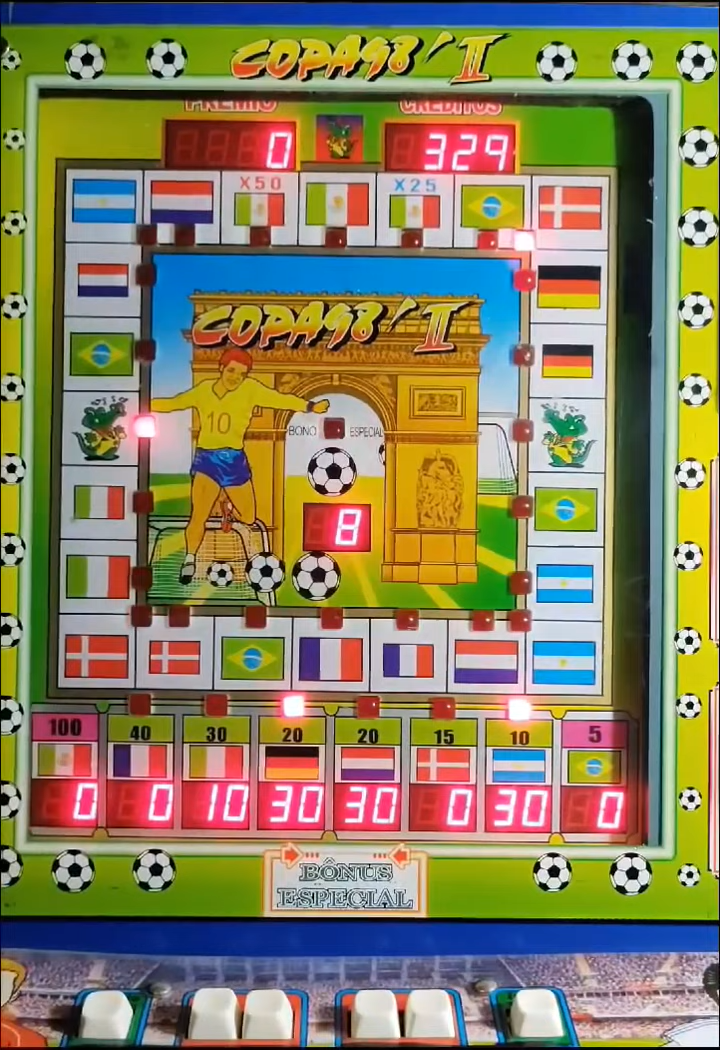 COPA98' II
PREMIO CREDITOS
0 329
X50 X25
COPA98' II
10
BONO ESPECIAL
8
100 40 30 20 20 15 10 5
0 0 10 30 30 0 30 0
BÔNUS
ESPECIAL